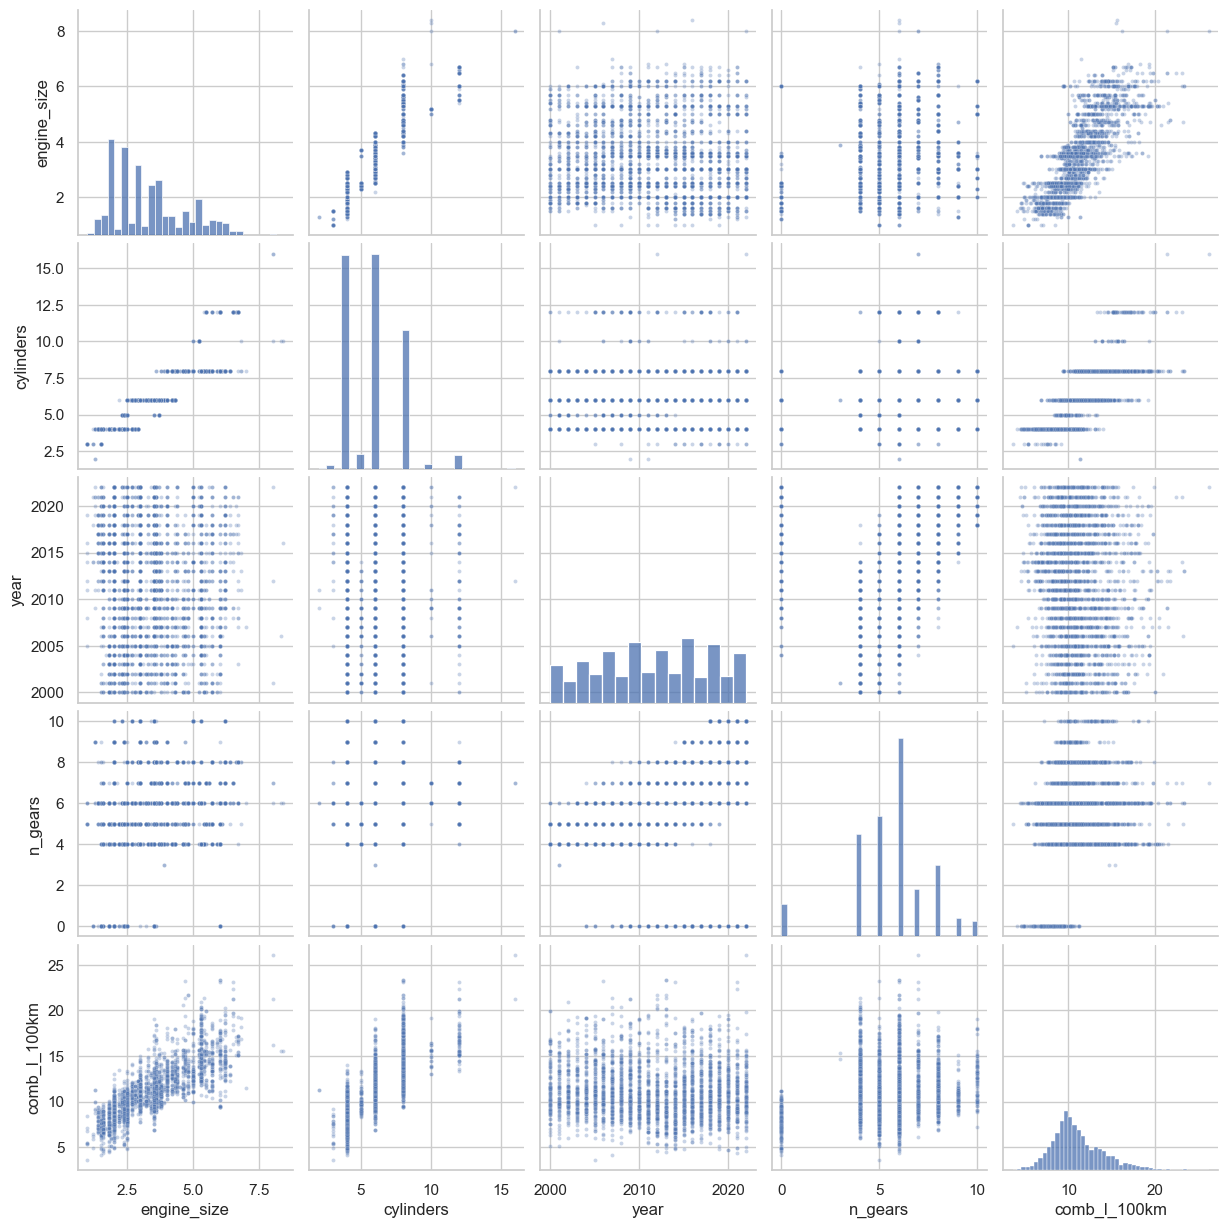 8
6
4
2
engine_size
15.0
12.5
10.0
7.5
5.0
2.5
cylinders
2020
2015
2010
2005
2000
year
10
8
6
4
2
0
n_gears
25
20
15
10
5
comb_l_100km
2.5 5.0 7.5
5 10 15
2000 2010 2020
0 5 10
10 20
engine_size
cylinders
year
n_gears
comb_l_100km